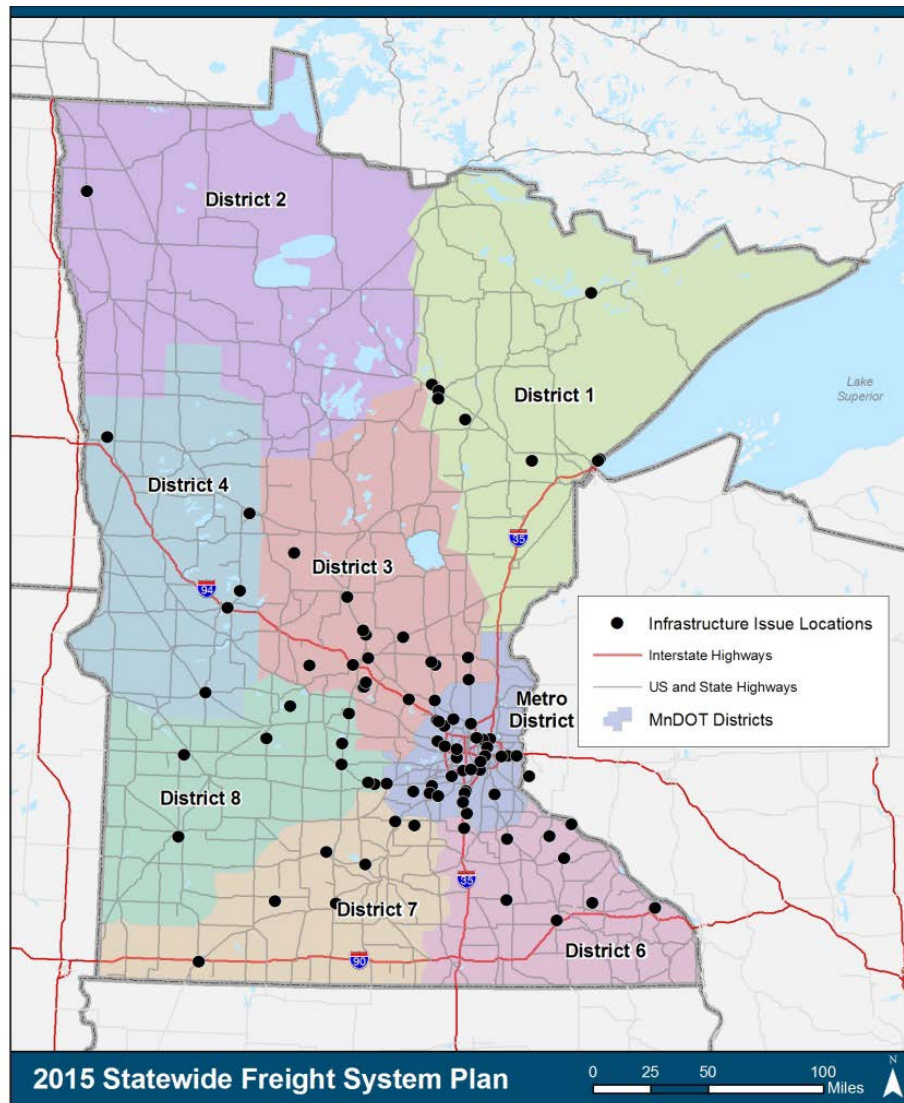 District 2
District 1
Lake
Superior
District 4
35
94
District 3
Infrastructure Issue Locations
Interstate Highways
US and State Highways
MnDOT Districts
Metro
District
District 8
35
District 7
District 6
90
2015 Statewide Freight System Plan
0 25 50 100
Miles
N